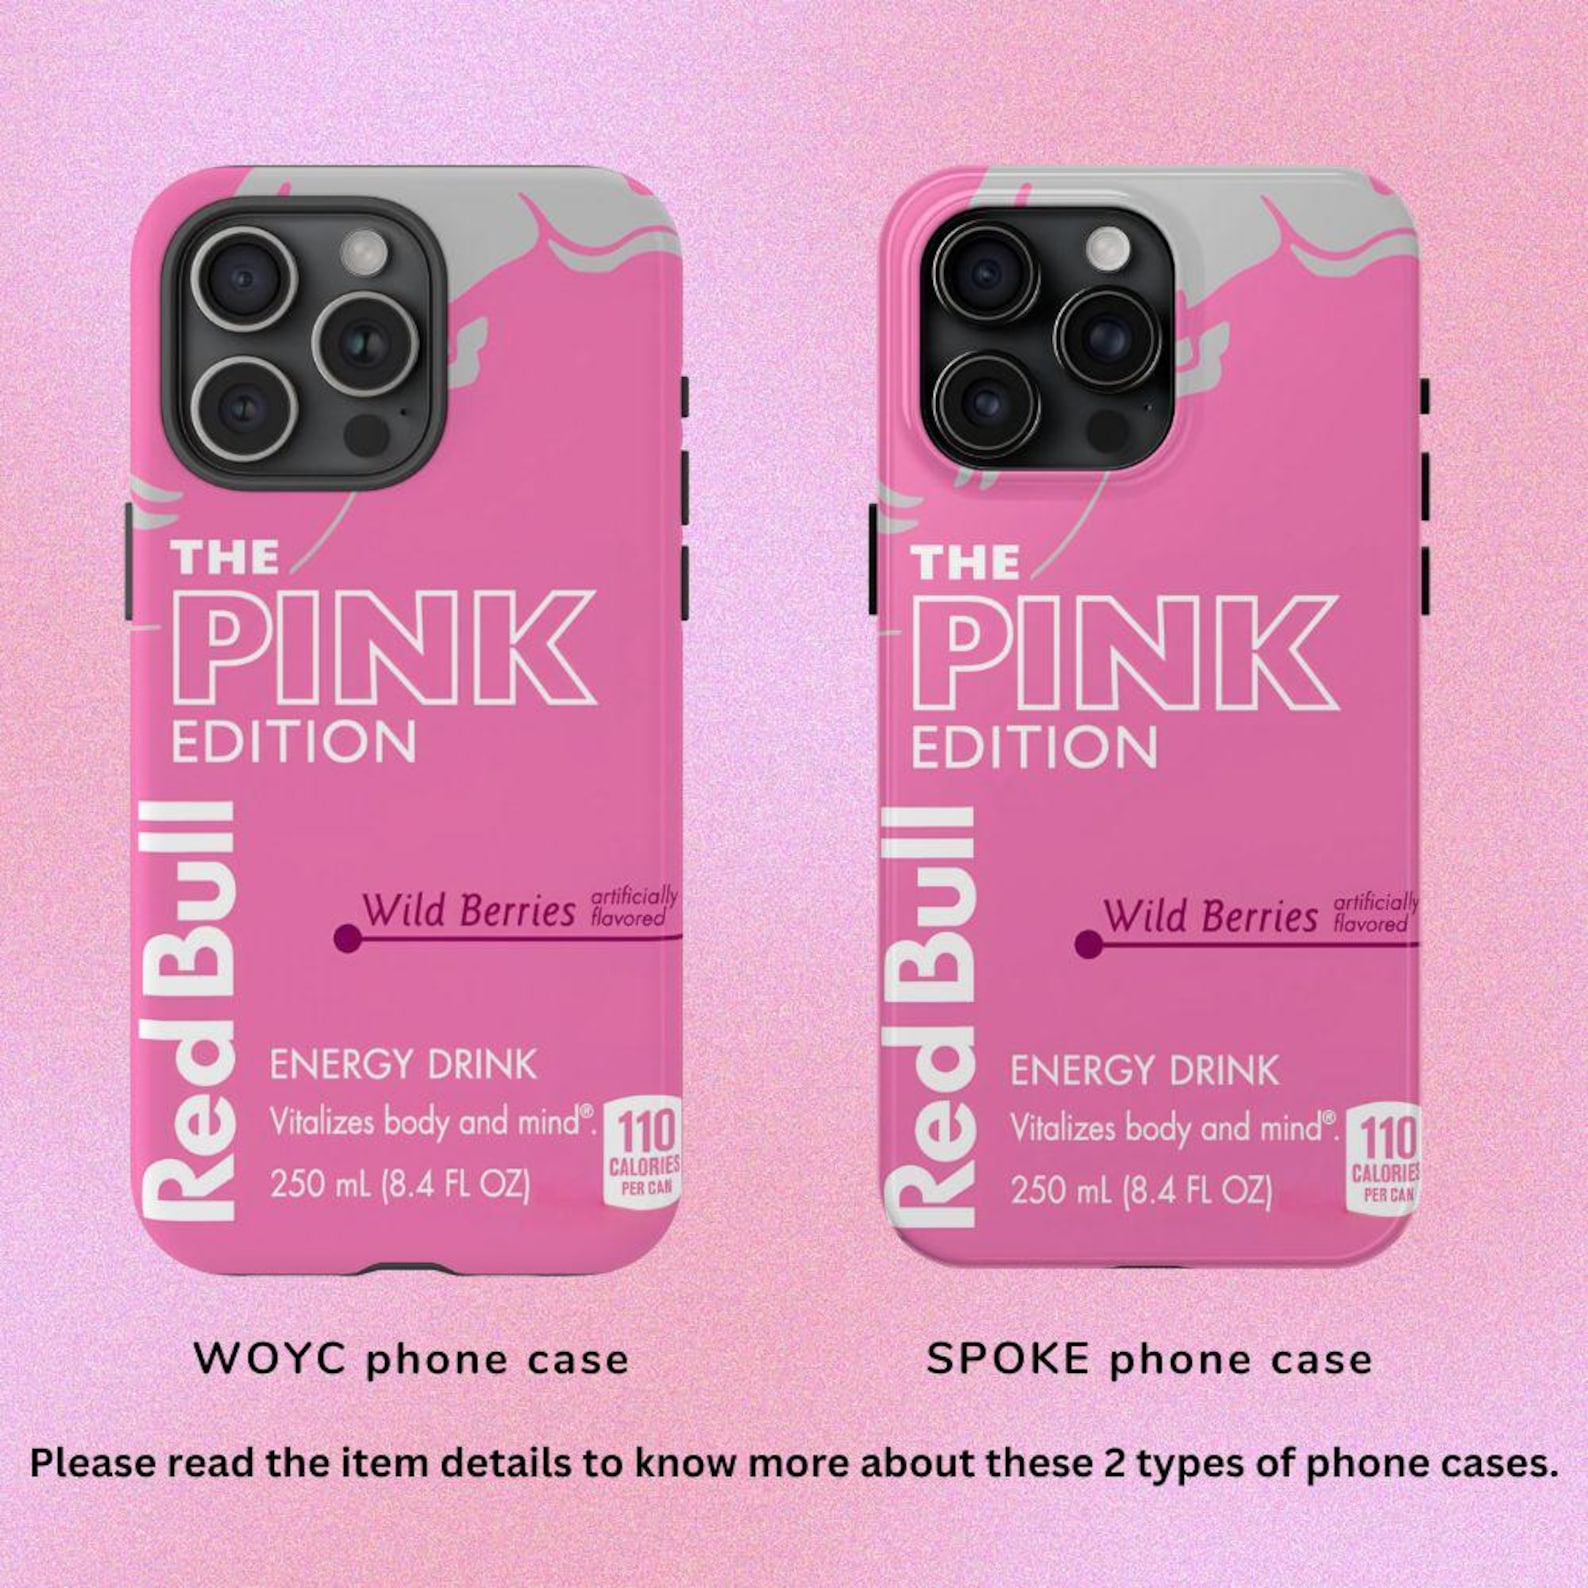 THE
PINK
EDITION
Red Bull
Wild Berries
artificially
flavored
ENERGY DRINK
Vitalizes body and mind®.
250 mL (8.4 FL OZ)
110
CALORIES
PER CAN
THE
PINK
EDITION
Red Bull
Wild Berries
artificially
flavored
ENERGY DRINK
Vitalizes body and mind®.
250 mL (8.4 FL OZ)
110
CALORIES
PER CAN
WOYC phone case
SPOKE phone case
Please read the item details to know more about these 2 types of phone cases.